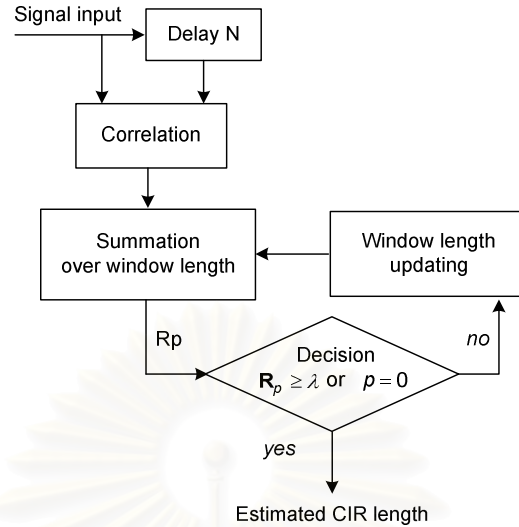 Signal input
Delay N
Correlation
Summation
over window length
Window length
updating
Rp
no
Decision
R_p ≥ λ or p = 0
yes
Estimated CIR length